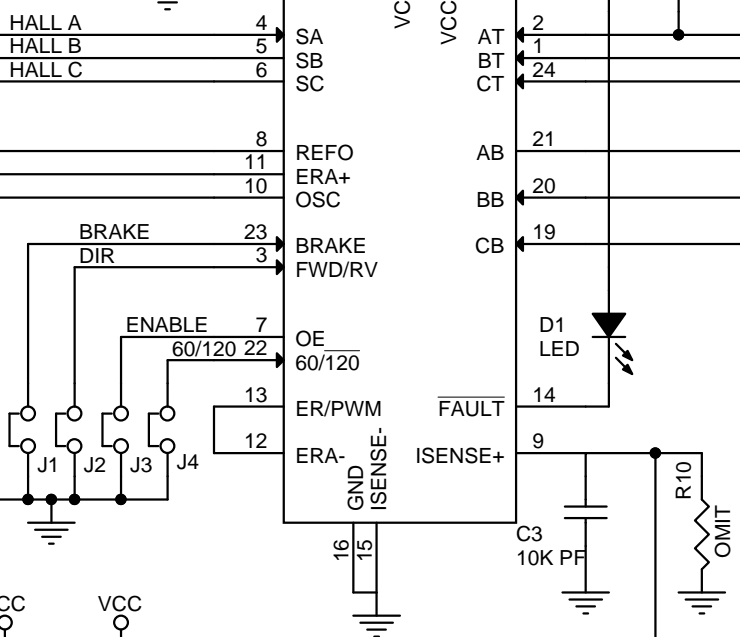 HALL A 4 SA VCC VCC AT 2
HALL B 5 SB BT 1
HALL C 6 SC CT 24
8 REFO AB 21
11 ERA+
10 OSC BB 20
BRAKE 23 BRAKE CB 19
DIR 3 FWD/RV
ENABLE 7 OE D1
60/120 22 60/120 LED
13 ER/PWM FAULT 14
12 ERA- ISENSE+ 9
J1 J2 J3 J4
GND
ISENSE-
R10
OMIT
16
15
C3
10K PF
CC VCC